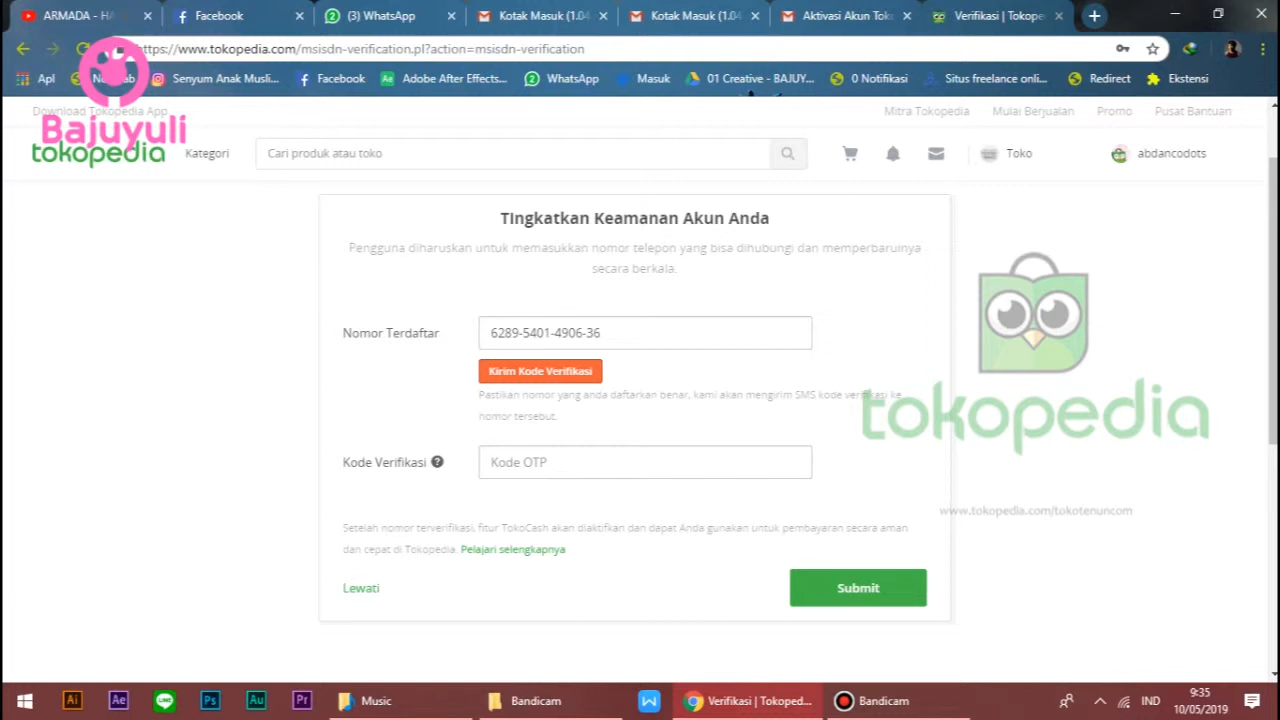 ARMADA - HA
Facebook
(3) WhatsApp
Kotak Masuk (1.04
Kotak Masuk (1.04
Aktivasi Akun Tok
Verifikasi | Tokope
https://www.tokopedia.com/msisdn-verification.pl?action=msisdn-verification
Apl
Senyum Anak Musli...
Facebook
Adobe After Effects...
WhatsApp
Masuk
01 Creative - BAJUY...
0 Notifikasi
Situs freelance onlin...
Redirect
Ekstensi
Download Tokopedia App
Mitra Tokopedia
Mulai Berjualan
Promo
Pusat Bantuan
Bajuyuli
tokopedia
Kategori
Cari produk atau toko
Toko
abdancodots
TIngkatkan Keamanan Akun Anda
Pengguna diharuskan untuk memasukkan nomor telepon yang bisa dihubungi dan memperbaruinya
secara berkala.
Nomor Terdaftar
6289-5401-4906-36
Kirim Kode Verifikasi
Pastikan nomor yang anda daftarkan benar, kami akan mengirim SMS kode verifikasi ke
nomor tersebut.
tokopedia
Kode Verifikasi
Kode OTP
www.tokopedia.com/tokotenuncom
Setelah nomor terverifikasi, fitur TokoCash akan diaktifkan dan dapat Anda gunakan untuk pembayaran secara aman
dan cepat di Tokopedia. Pelajari selengkapnya
Lewati
Submit
Ai
Ae
LINE
Ps
Au
Pr
Music
Bandicam
W
Verifikasi | Tokoped...
Bandicam
IND
9:35
10/05/2019